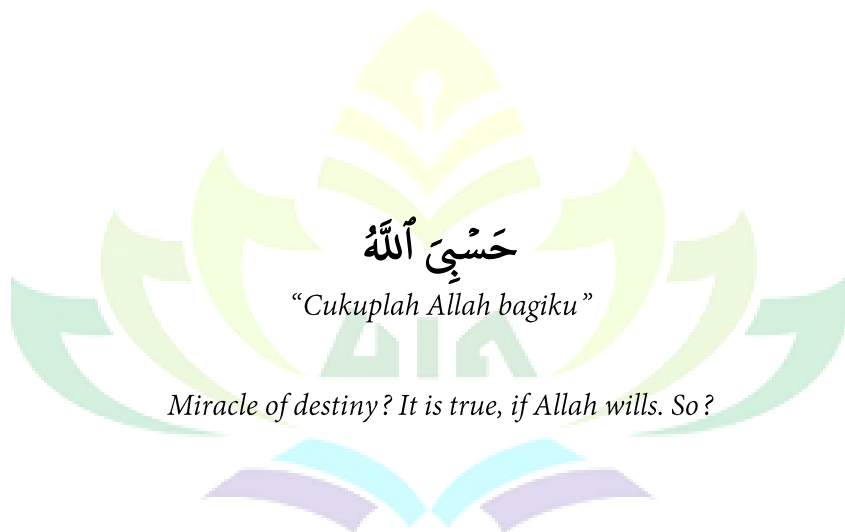 حَسْبِىَ ٱللَّهُ
“Cukuplah Allah bagiku”
Miracle of destiny? It is true, if Allah wills. So?